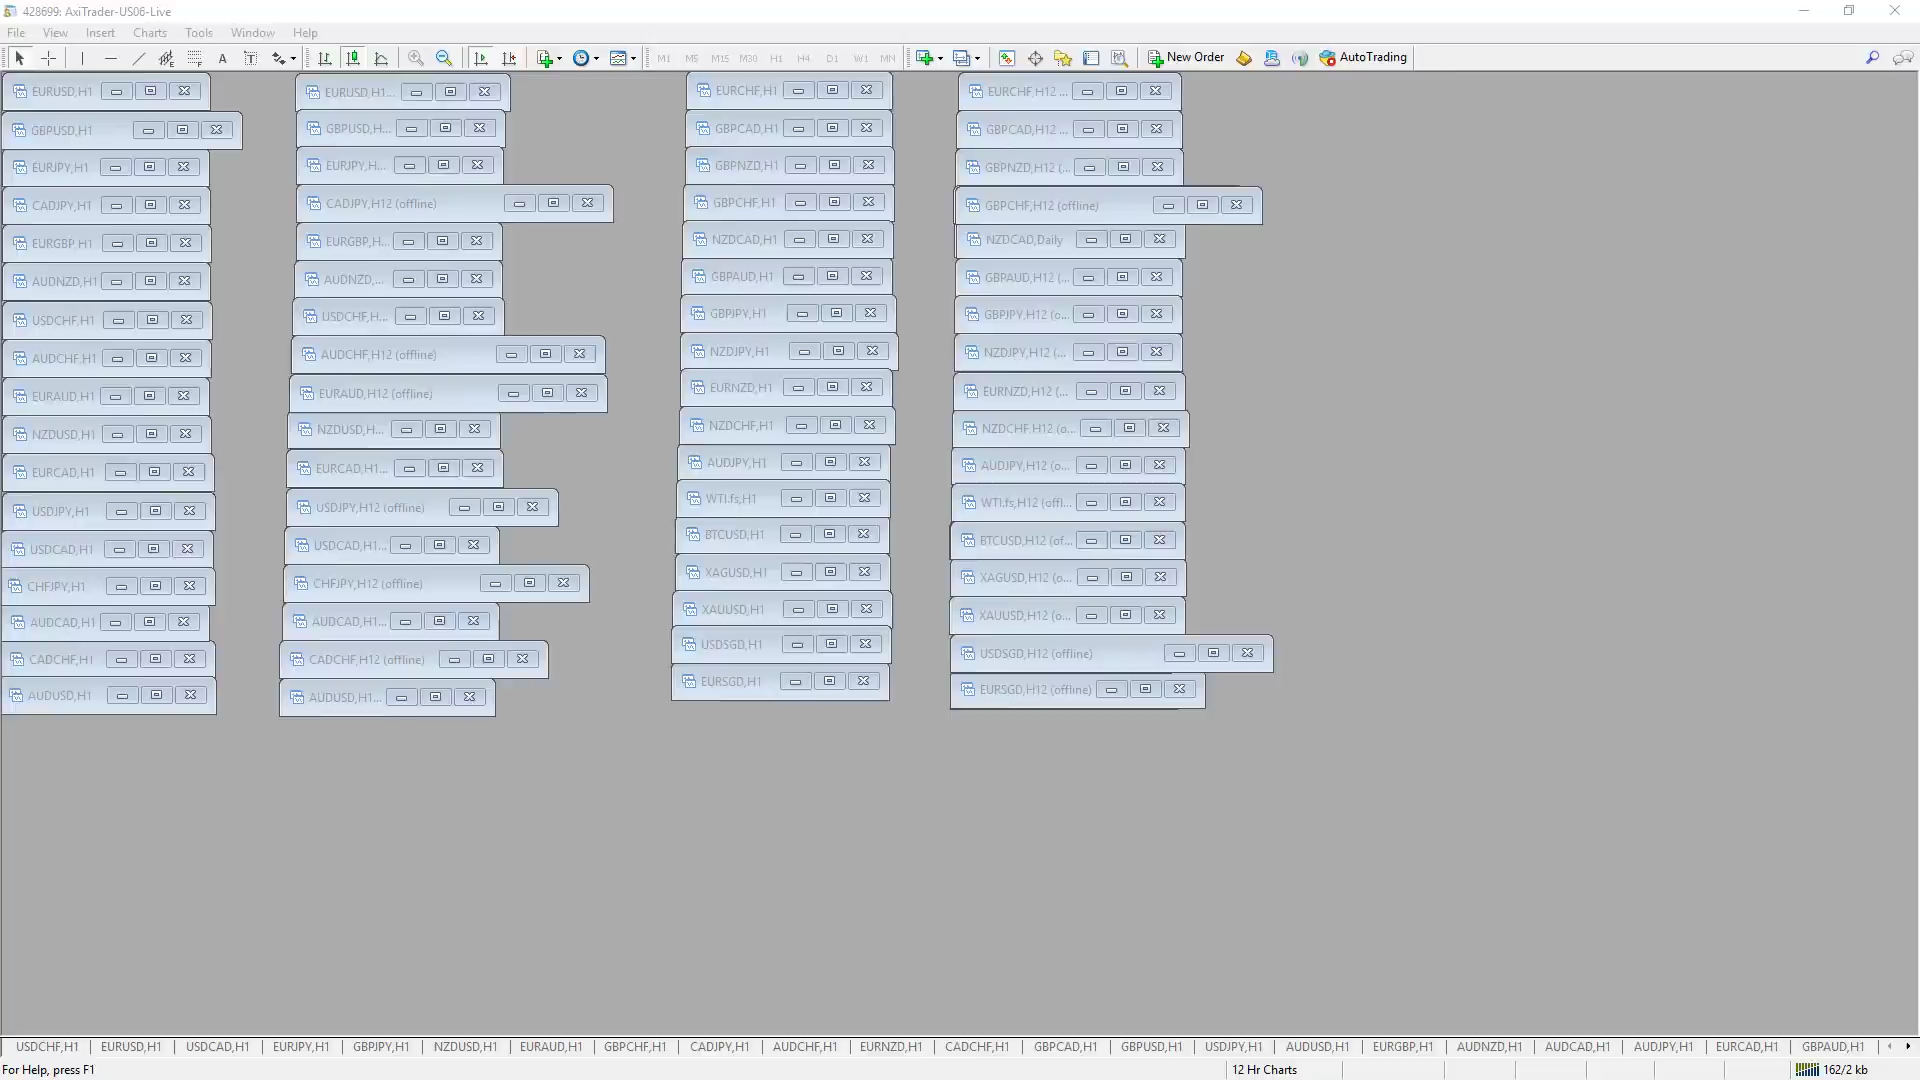 428699: AxiTrader-US06-Live
File View Insert Charts Tools Window Help
A T M1 M5 M15 M30 H1 H4 D1 W1 MN New Order AutoTrading
EURUSD,H1
GBPUSD,H1
EURJPY,H1
CADJPY,H1
EURGBP,H1
AUDNZD,H1
USDCHF,H1
AUDCHF,H1
EURAUD,H1
NZDUSD,H1
EURCAD,H1
USDJPY,H1
USDCAD,H1
CHFJPY,H1
AUDCAD,H1
CADCHF,H1
AUDUSD,H1
EURUSD,H1...
GBPUSD,H...
EURJPY,H...
CADJPY,H12 (offline)
EURGBP,H...
AUDNZD,...
USDCHF,H...
AUDCHF,H12 (offline)
EURAUD,H12 (offline)
NZDUSD,H...
EURCAD,H1...
USDJPY,H12 (offline)
USDCAD,H1...
CHFJPY,H12 (offline)
AUDCAD,H1...
CADCHF,H12 (offline)
AUDUSD,H1...
EURCHF,H1
GBPCAD,H1
GBPNZD,H1
GBPCHF,H1
NZDCAD,H1
GBPAUD,H1
GBPJPY,H1
NZDJPY,H1
EURNZD,H1
NZDCHF,H1
AUDJPY,H1
WTI.fs,H1
BTCUSD,H1
XAGUSD,H1
XAUUSD,H1
USDSGD,H1
EURSGD,H1
EURCHF,H12 ...
GBPCAD,H12 ...
GBPNZD,H12 (...
GBPCHF,H12 (offline)
NZDCAD,Daily
GBPAUD,H12 (...
GBPJPY,H12 (o...
NZDJPY,H12 (...
EURNZD,H12 (...
NZDCHF,H12 (o...
AUDJPY,H12 (o...
WTI.fs,H12 (offl...
BTCUSD,H12 (of...
XAGUSD,H12 (o...
XAUUSD,H12 (o...
USDSGD,H12 (offline)
EURSGD,H12 (offline)
USDCHF,H1 EURUSD,H1 USDCAD,H1 EURJPY,H1 GBPJPY,H1 NZDUSD,H1 EURAUD,H1 GBPCHF,H1 CADJPY,H1 AUDCHF,H1 EURNZD,H1 CADCHF,H1 GBPCAD,H1 GBPUSD,H1 USDJPY,H1 AUDUSD,H1 EURGBP,H1 AUDNZD,H1 AUDCAD,H1 AUDJPY,H1 EURCAD,H1 GBPAUD,H1
For Help, press F1 12 Hr Charts 162/2 kb